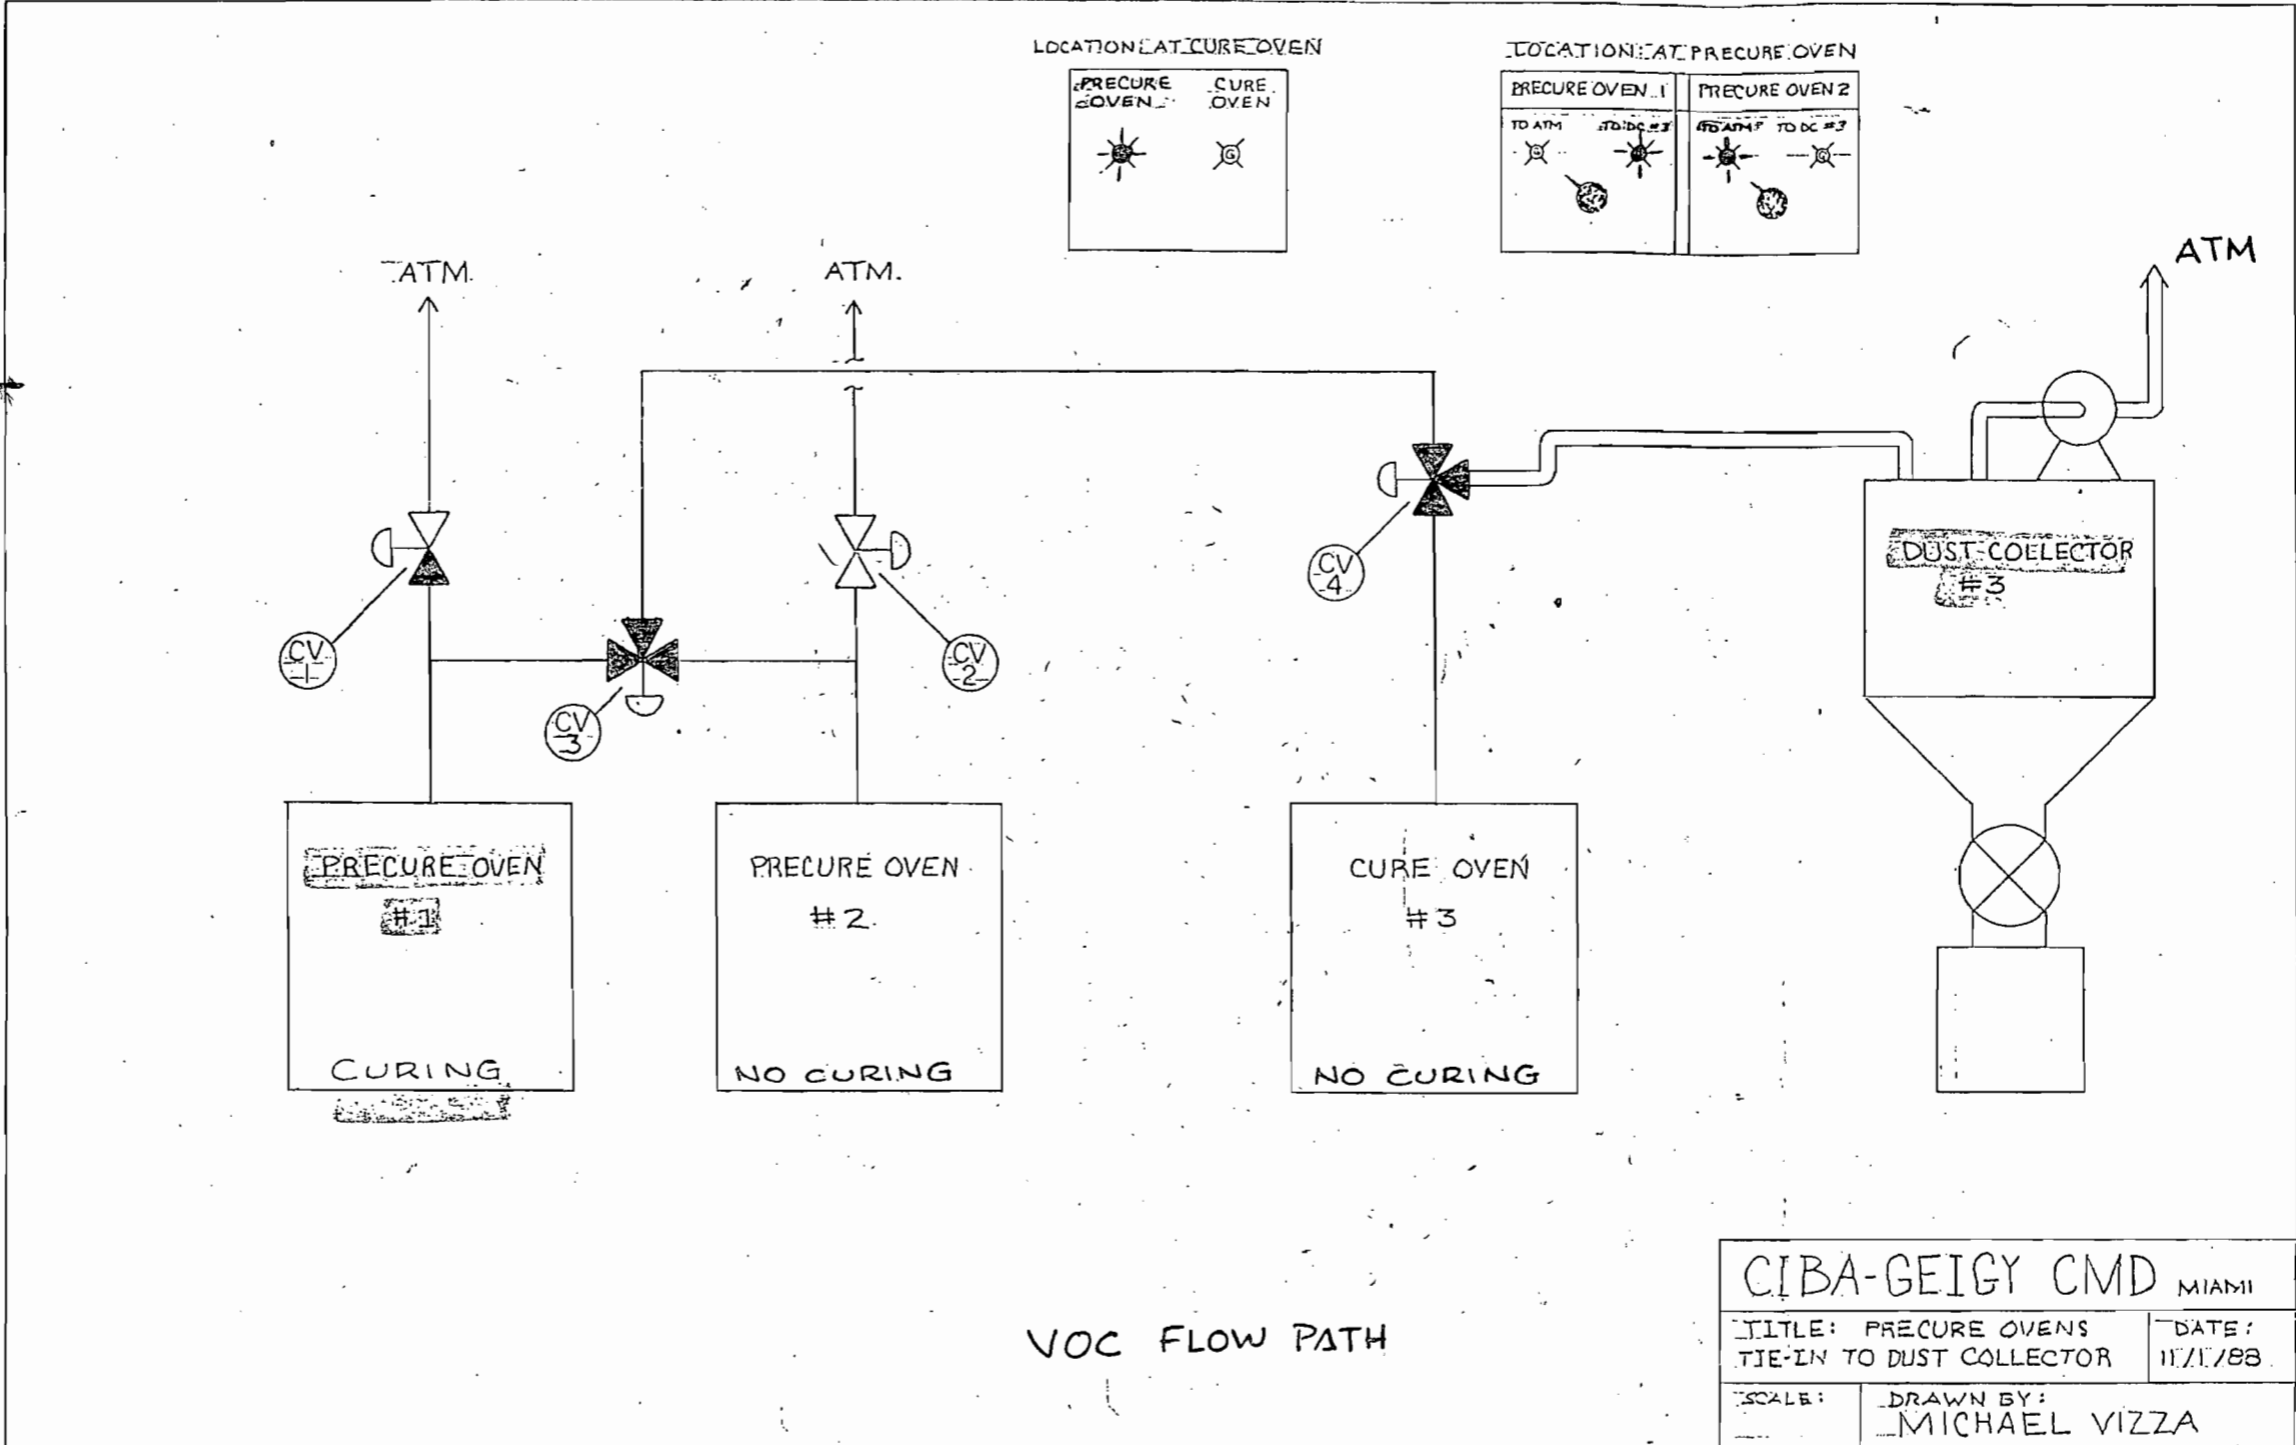 LOCATION: AT CURE OVEN
PRECURE OVEN
CURE OVEN
G
LOCATION: AT PRECURE OVEN
PRECURE OVEN 1
PRECURE OVEN 2
TO ATM
TO DC #3
TO ATM
TO DC #3
G
G
ATM.
ATM.
ATM
CV 1
CV 2
CV 3
CV 4
DUST COLLECTOR
#3
PRECURE OVEN
#1
CURING
PRECURE OVEN
#2
NO CURING
CURE OVEN
#3
NO CURING
VOC FLOW PATH
CIBA-GEIGY CMD MIAMI
TITLE: PRECURE OVENS
TIE-IN TO DUST COLLECTOR
DATE:
11/1/88
SCALE:
DRAWN BY:
MICHAEL VIZZA